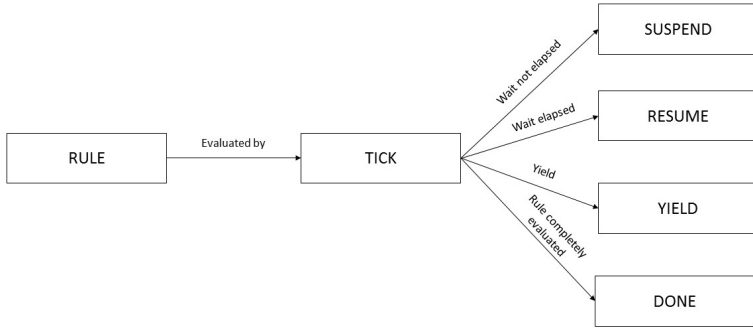 RULE
Evaluated by
TICK
Wait not elapsed
SUSPEND
Wait elapsed
RESUME
Yield
YIELD
Rule completely
evaluated
DONE